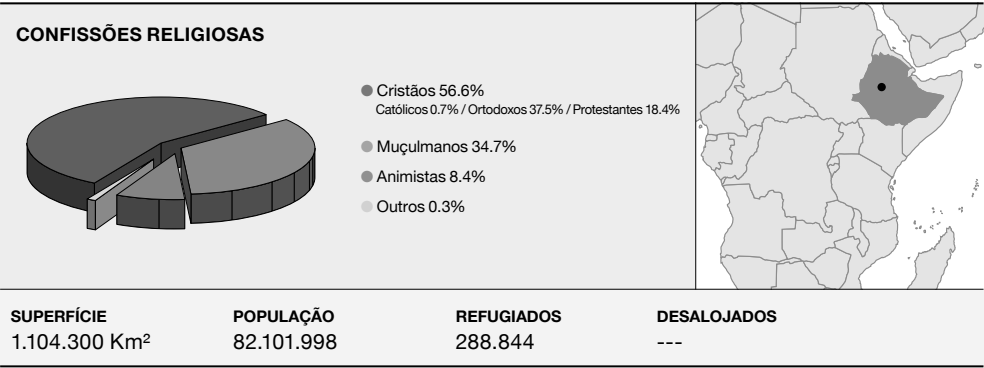 CONFISSÕES RELIGIOSAS
Cristãos 56.6%
Católicos 0.7% / Ortodoxos 37.5% / Protestantes 18.4%
Muçulmanos 34.7%
Animistas 8.4%
Outros 0.3%
SUPERFÍCIE POPULAÇÃO REFUGIADOS DESALOJADOS
1.104.300 Km² 82.101.998 288.844 ---